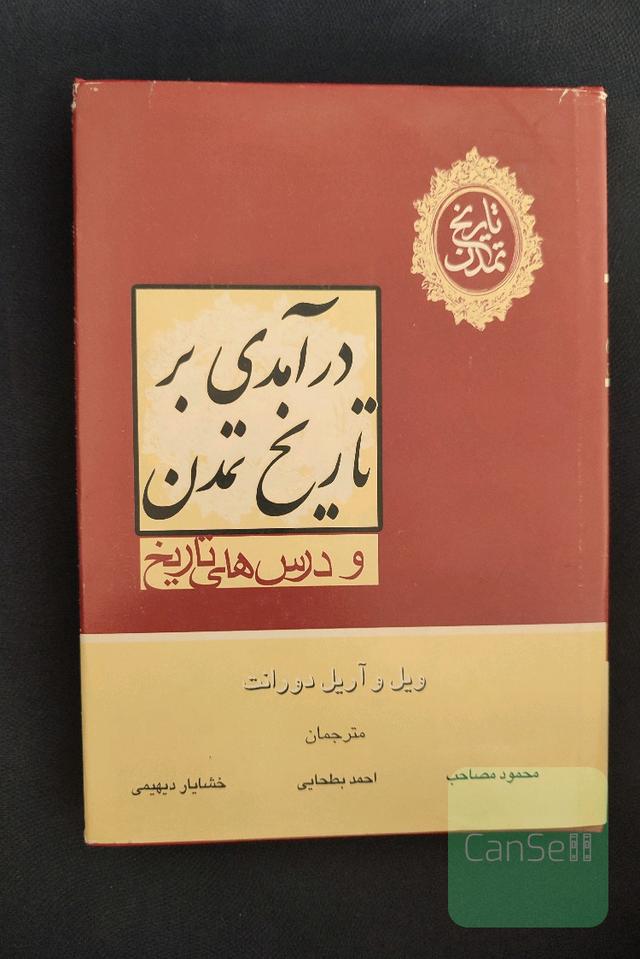 تاریخ
تمدن
درآمدی بر
تاریخ تمدن
و درس‌های تاریخ
ویل و آریل دورانت
مترجمان
محمود مصاحب احمد بطحایی خشایار دیهیمی
CanSell